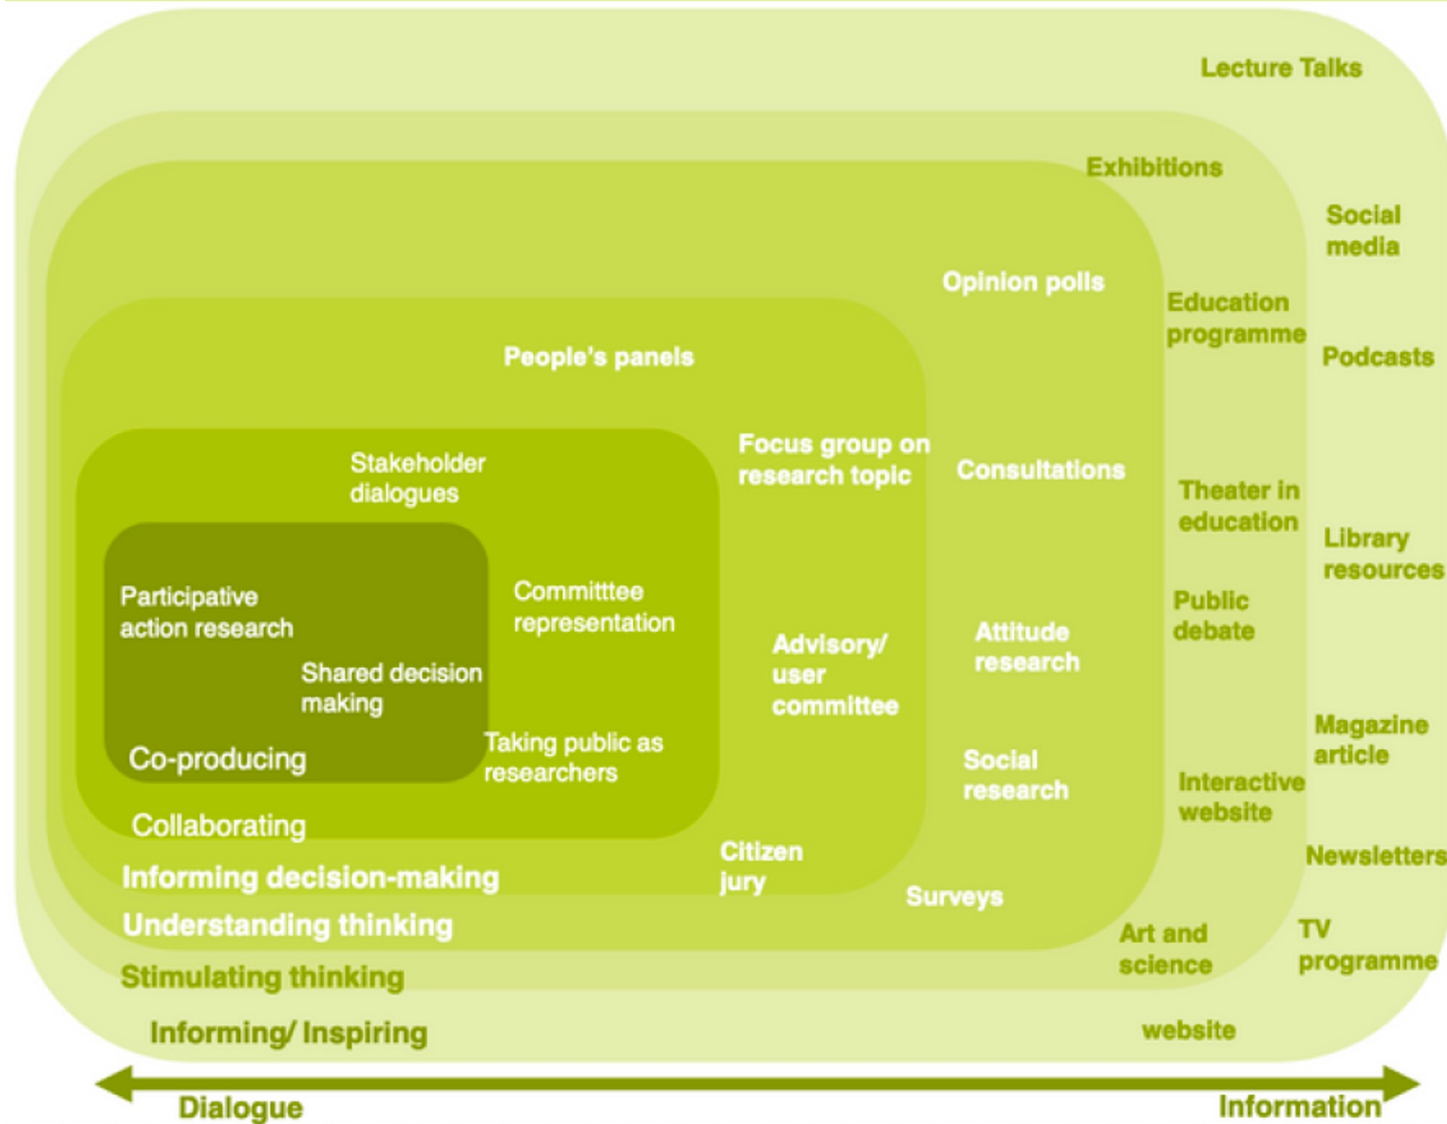 Lecture Talks
Exhibitions
Social
media
Opinion polls
Education
programme
People's panels
Podcasts
Focus group on
research topic
Stakeholder
dialogues
Consultations
Theater in
education
Library
resources
Participative
action research
Committtee
representation
Public
debate
Advisory/
user
committee
Attitude
research
Shared decision
making
Magazine
article
Co-producing
Taking public as
researchers
Social
research
Interactive
website
Collaborating
Citizen
jury
Newsletters
Informing decision-making
Surveys
Understanding thinking
Art and
science
TV
programme
Stimulating thinking
Informing/ Inspiring
website
Dialogue
Information